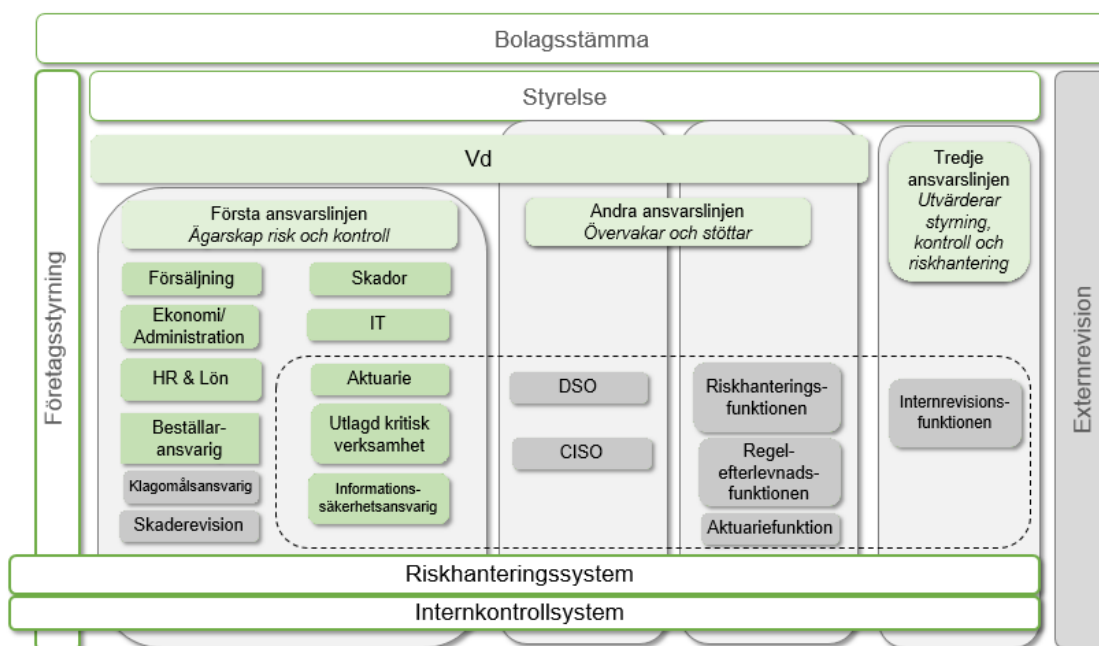 Bolagsstämma
Företagsstyrning
Styrelse
Externrevision
Vd
Första ansvarslinjen
Ägarskap risk och kontroll
Försäljning
Ekonomi/
Administration
HR & Lön
Beställar-
ansvarig
Klagomålsansvarig
Skaderevision
Skador
IT
Aktuarie
Utlagd kritisk
verksamhet
Informations-
säkerhetsansvarig
Andra ansvarslinjen
Övervakar och stöttar
DSO
CISO
Riskhanterings-
funktionen
Regel-
efterlevnads-
funktionen
Aktuariefunktion
Tredje
ansvarslinjen
Utvärderar
styrning,
kontroll och
riskhantering
Internrevisions-
funktionen
Riskhanteringssystem
Internkontrollsystem